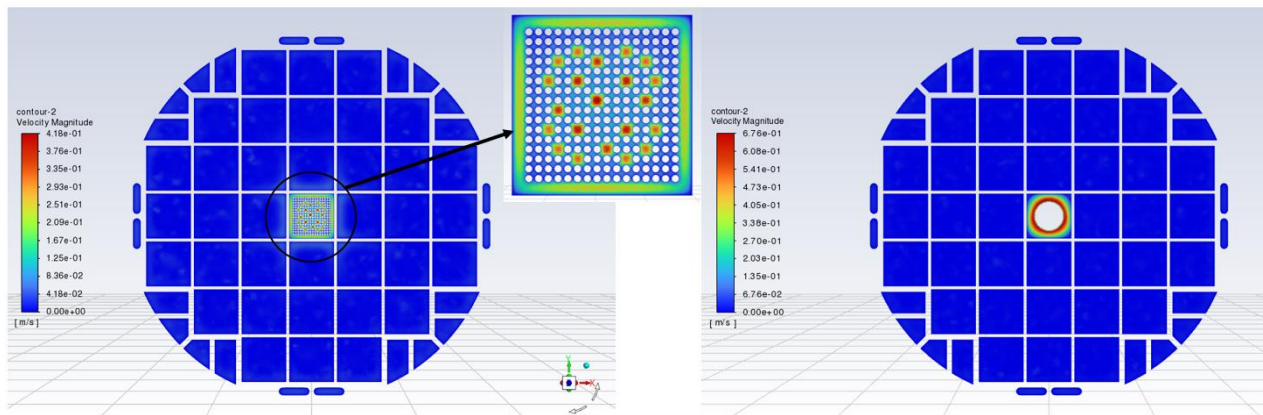 contour-2
Velocity Magnitude
4.18e-01
3.76e-01
3.35e-01
2.93e-01
2.51e-01
2.09e-01
1.67e-01
1.25e-01
8.36e-02
4.18e-02
0.00e+00
[ m/s ]
Y
X
contour-2
Velocity Magnitude
6.76e-01
6.08e-01
5.41e-01
4.73e-01
4.05e-01
3.38e-01
2.70e-01
2.03e-01
1.35e-01
6.76e-02
0.00e+00
[ m/s ]